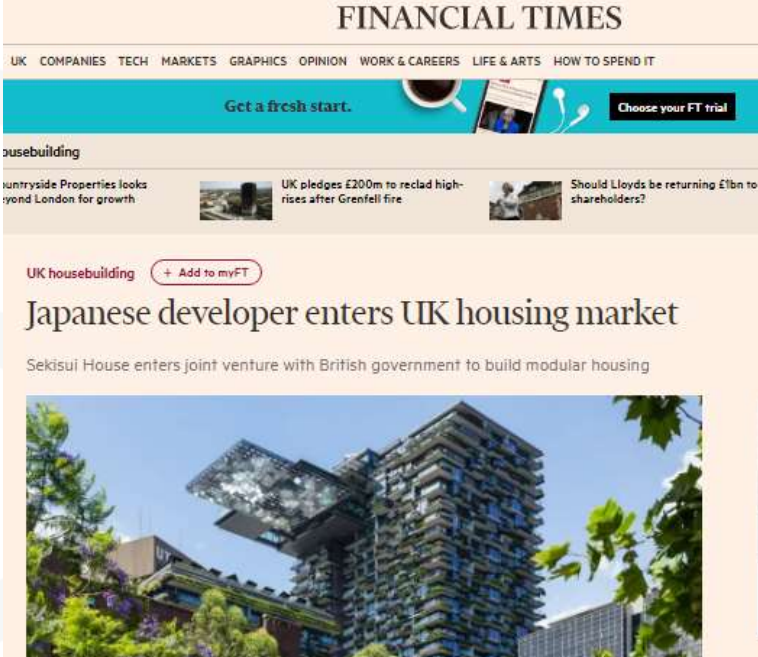 FINANCIAL TIMES
UK COMPANIES TECH MARKETS GRAPHICS OPINION WORK & CAREERS LIFE & ARTS HOW TO SPEND IT
Get a fresh start.
Choose your FT trial
ousebuilding
ountryside Properties looks
eyond London for growth
UK pledges £200m to reclad high-
rises after Grenfell fire
Should Lloyds be returning £1bn to
shareholders?
UK housebuilding
+ Add to myFT
Japanese developer enters UK housing market
Sekisui House enters joint venture with British government to build modular housing